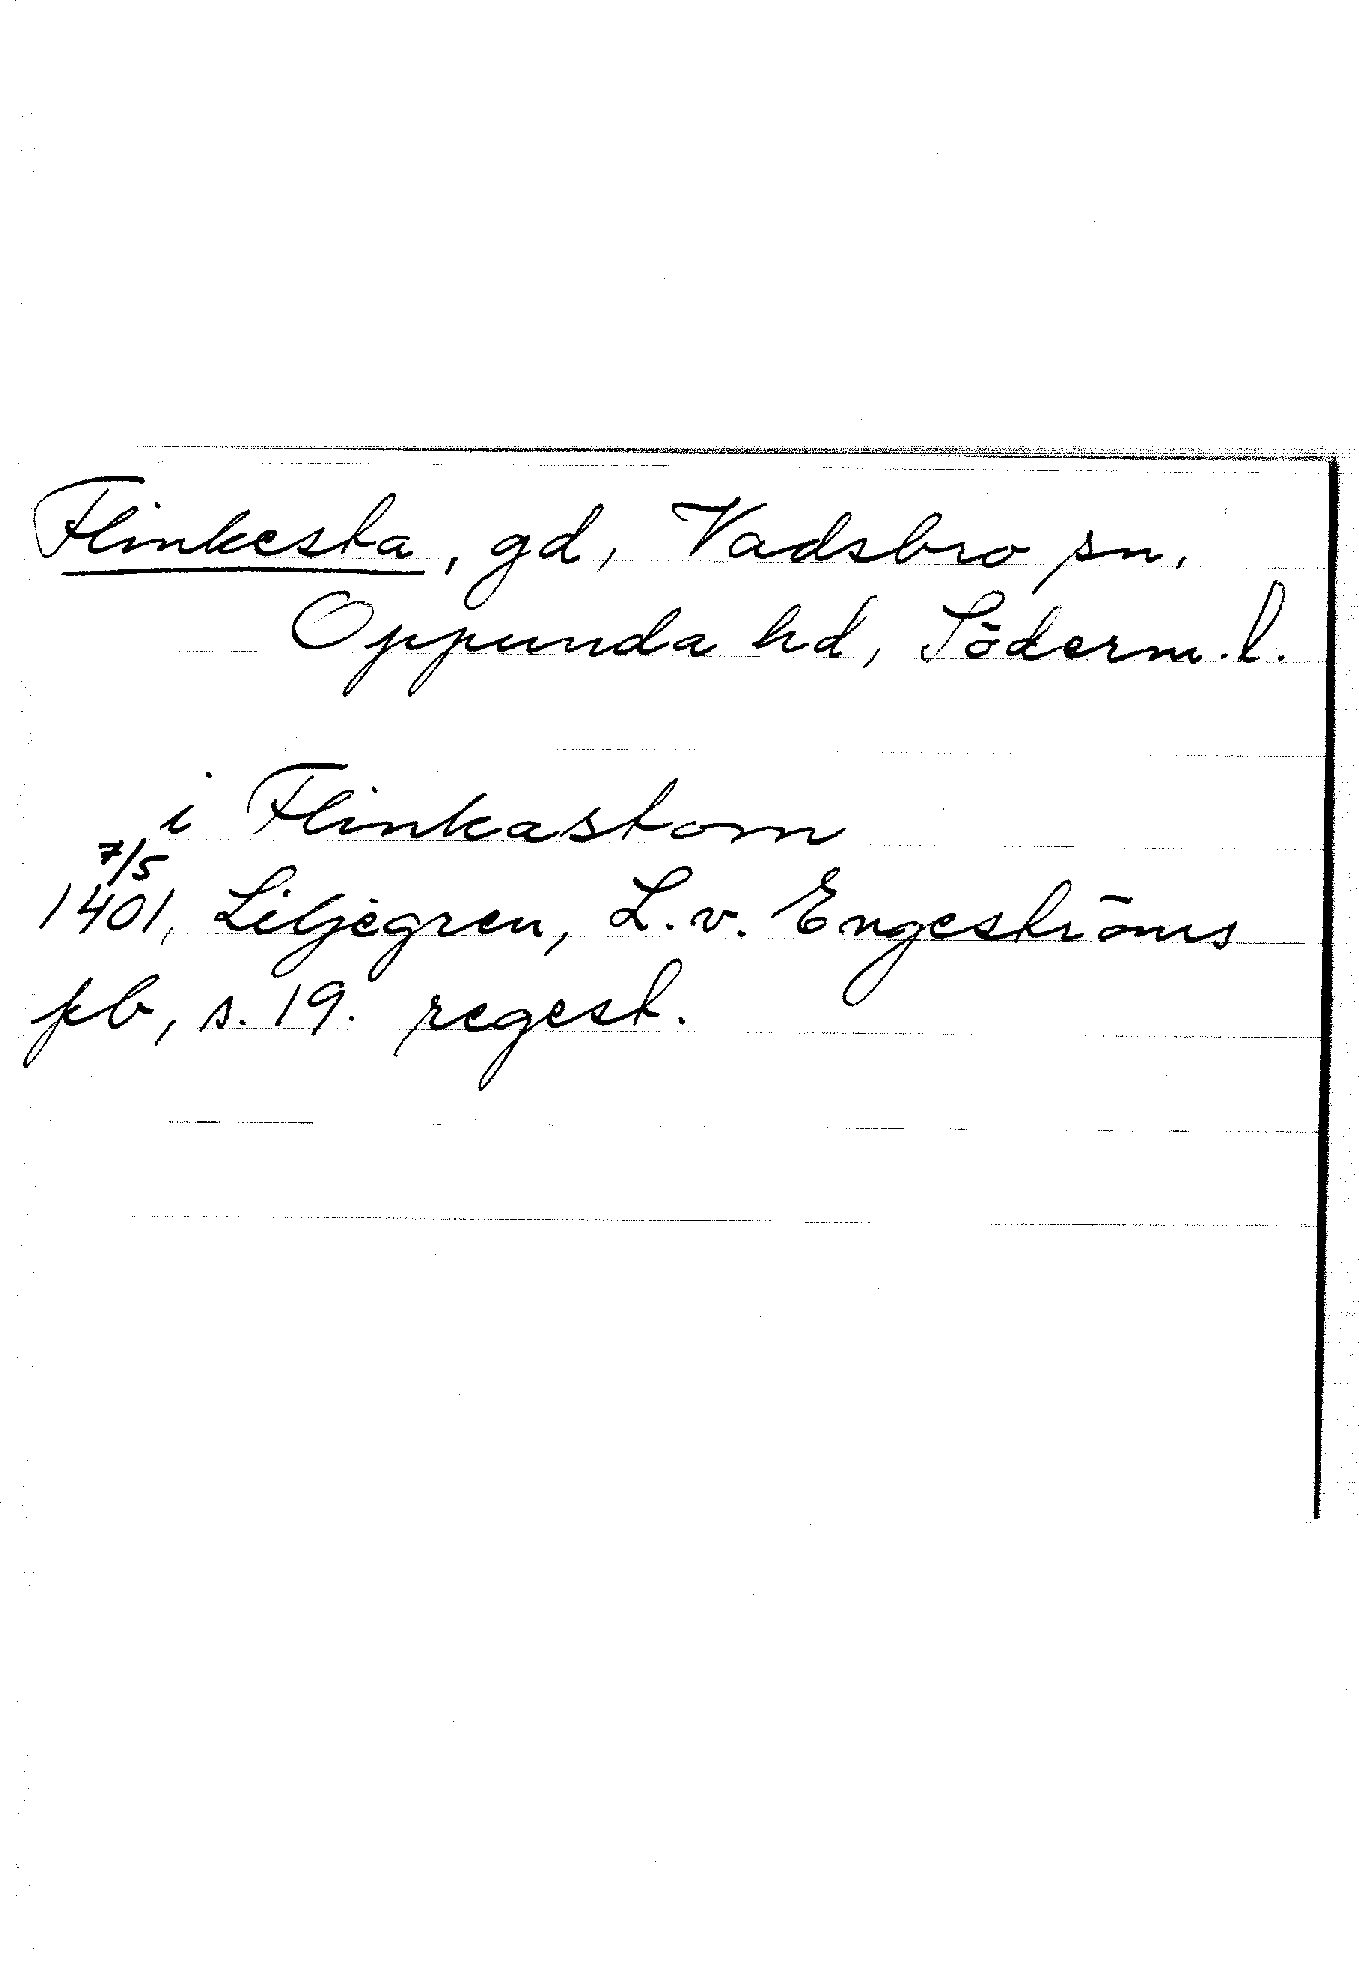 Flinkesta, gd, Vadsbro sn,
Oppunda hd, Söderm. l.
i Flinkastom
7/5
1401, Liljegren, L. v. Engeströms
pb, s. 19. regest.